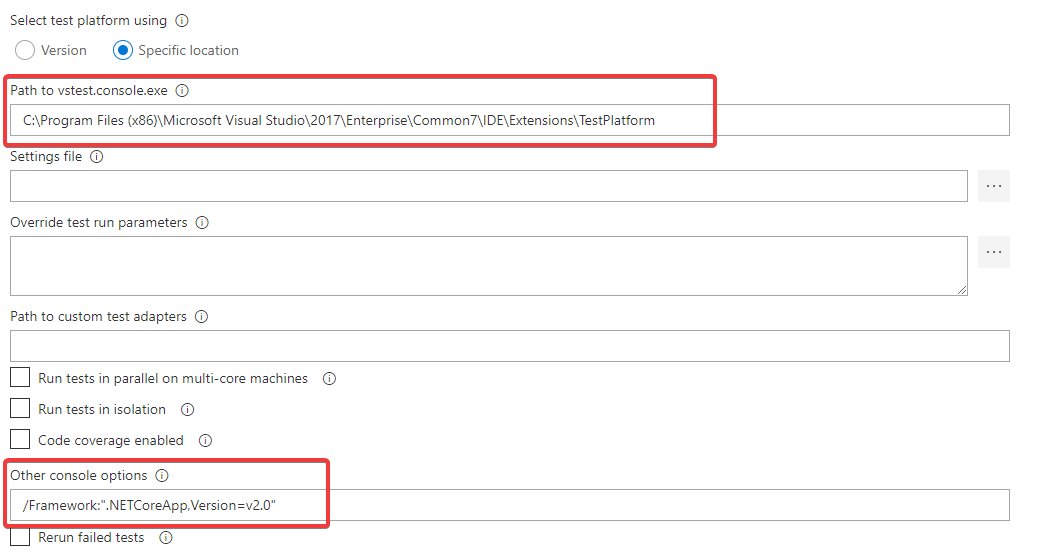 Select test platform using
Version Specific location
Path to vstest.console.exe
C:\Program Files (x86)\Microsoft Visual Studio\2017\Enterprise\Common7\IDE\Extensions\TestPlatform
Settings file
...
Override test run parameters
...
Path to custom test adapters
Run tests in parallel on multi-core machines
Run tests in isolation
Code coverage enabled
Other console options
/Framework:".NETCoreApp,Version=v2.0"
Rerun failed tests